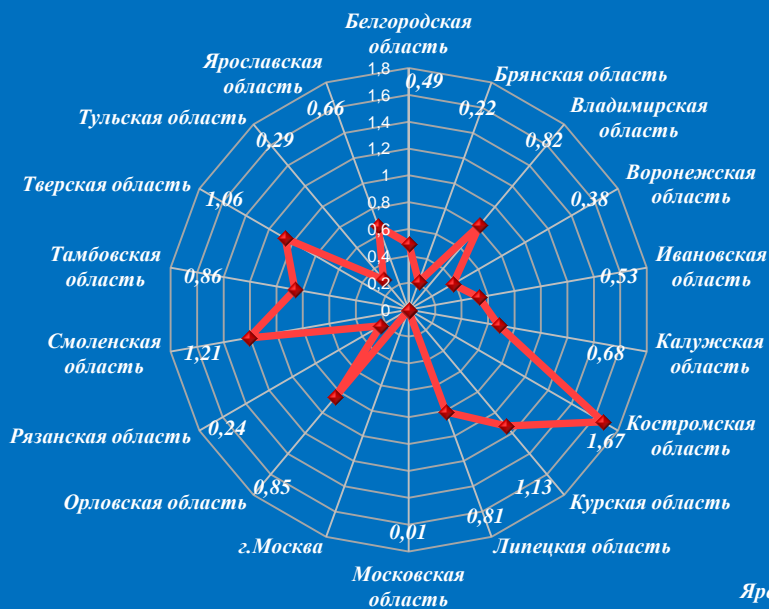 Белгородская
область
0,49
Брянская область
0,22
Владимирская
область
0,82
Воронежская
область
0,38
Ивановская
область
0,53
Калужская
область
0,68
Костромская
область
1,67
Курская область
1,13
Липецкая область
0,81
Московская
область
0,01
г.Москва
Орловская область
0,85
Рязанская область
0,24
Смоленская
область
1,21
Тамбовская
область
0,86
Тверская область
1,06
Тульская область
0,29
Ярославская
область
0,66
1,8
1,6
1,4
1,2
1
0,8
0,6
0,4
0,2
0
Яро